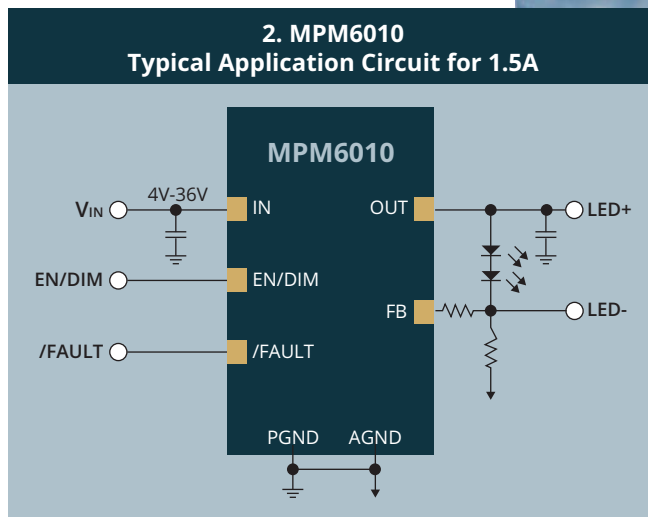 2. MPM6010
Typical Application Circuit for 1.5A
MPM6010
4V-36V
VIN
IN
OUT
LED+
EN/DIM
EN/DIM
FB
LED-
/FAULT
/FAULT
PGND
AGND